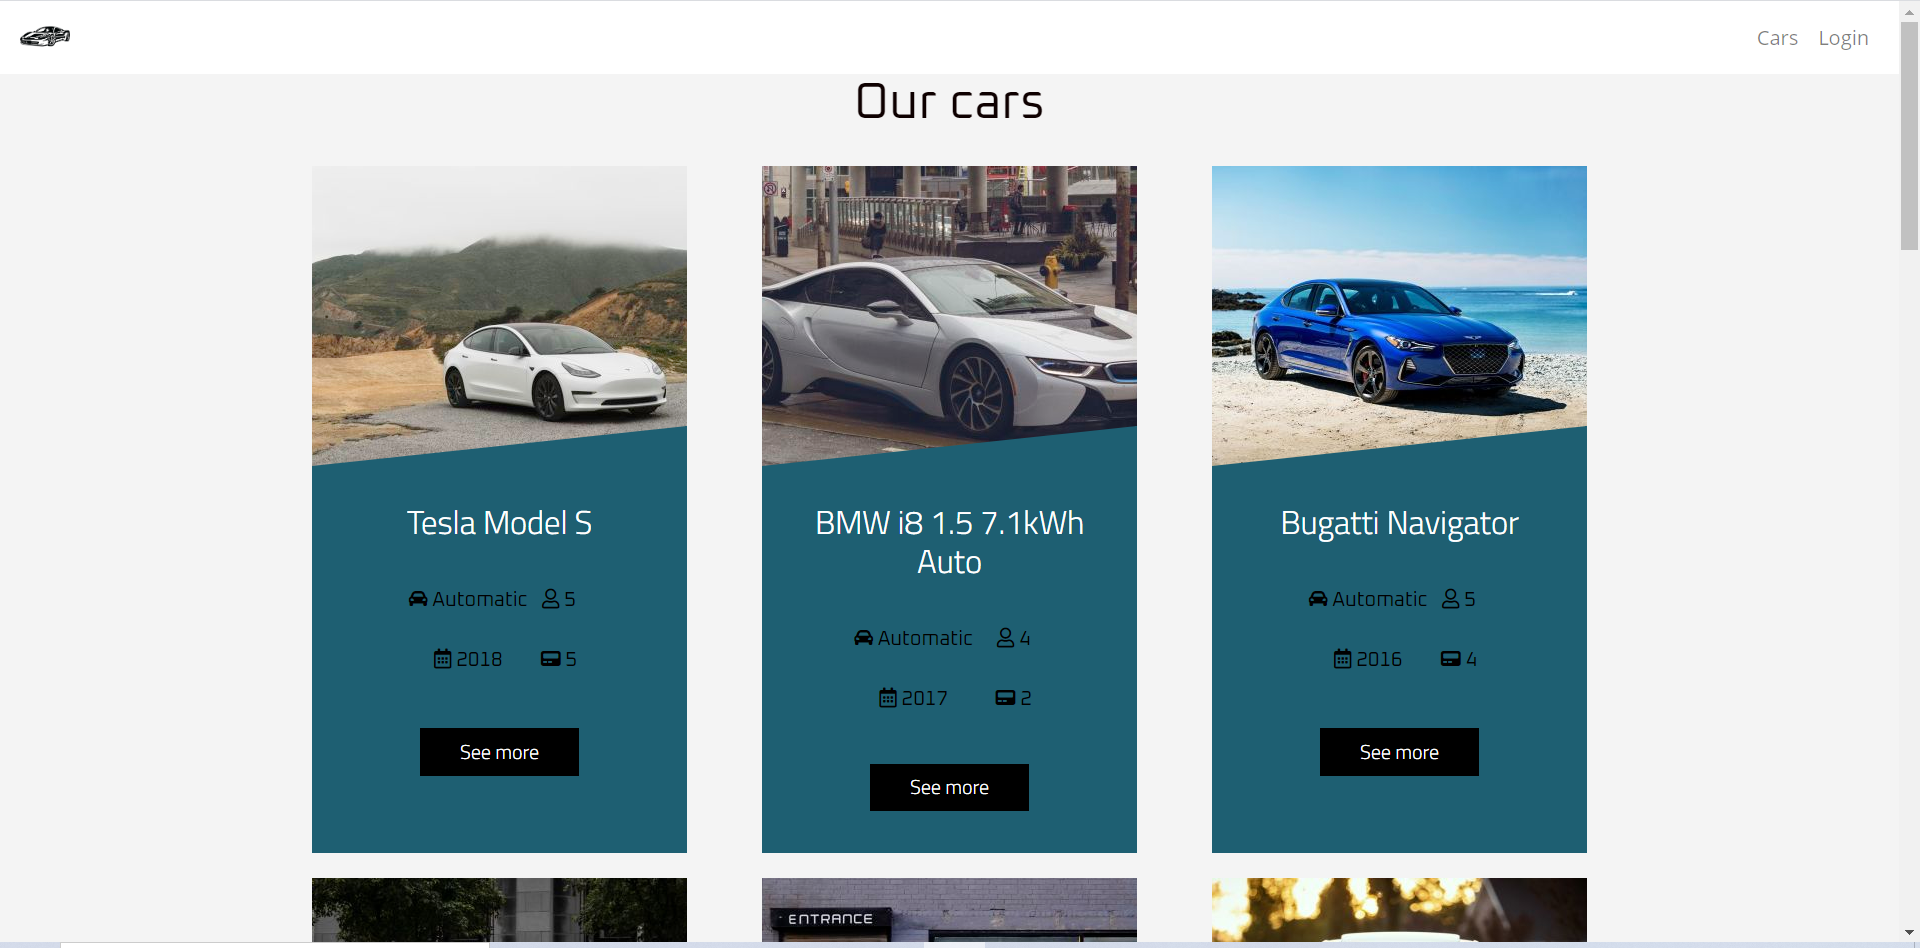 Cars Login
Our cars
Tesla Model S
Automatic 5
2018 5
See more
BMW i8 1.5 7.1kWh
Auto
Automatic 4
2017 2
See more
Bugatti Navigator
Automatic 5
2016 4
See more
ENTRANCE